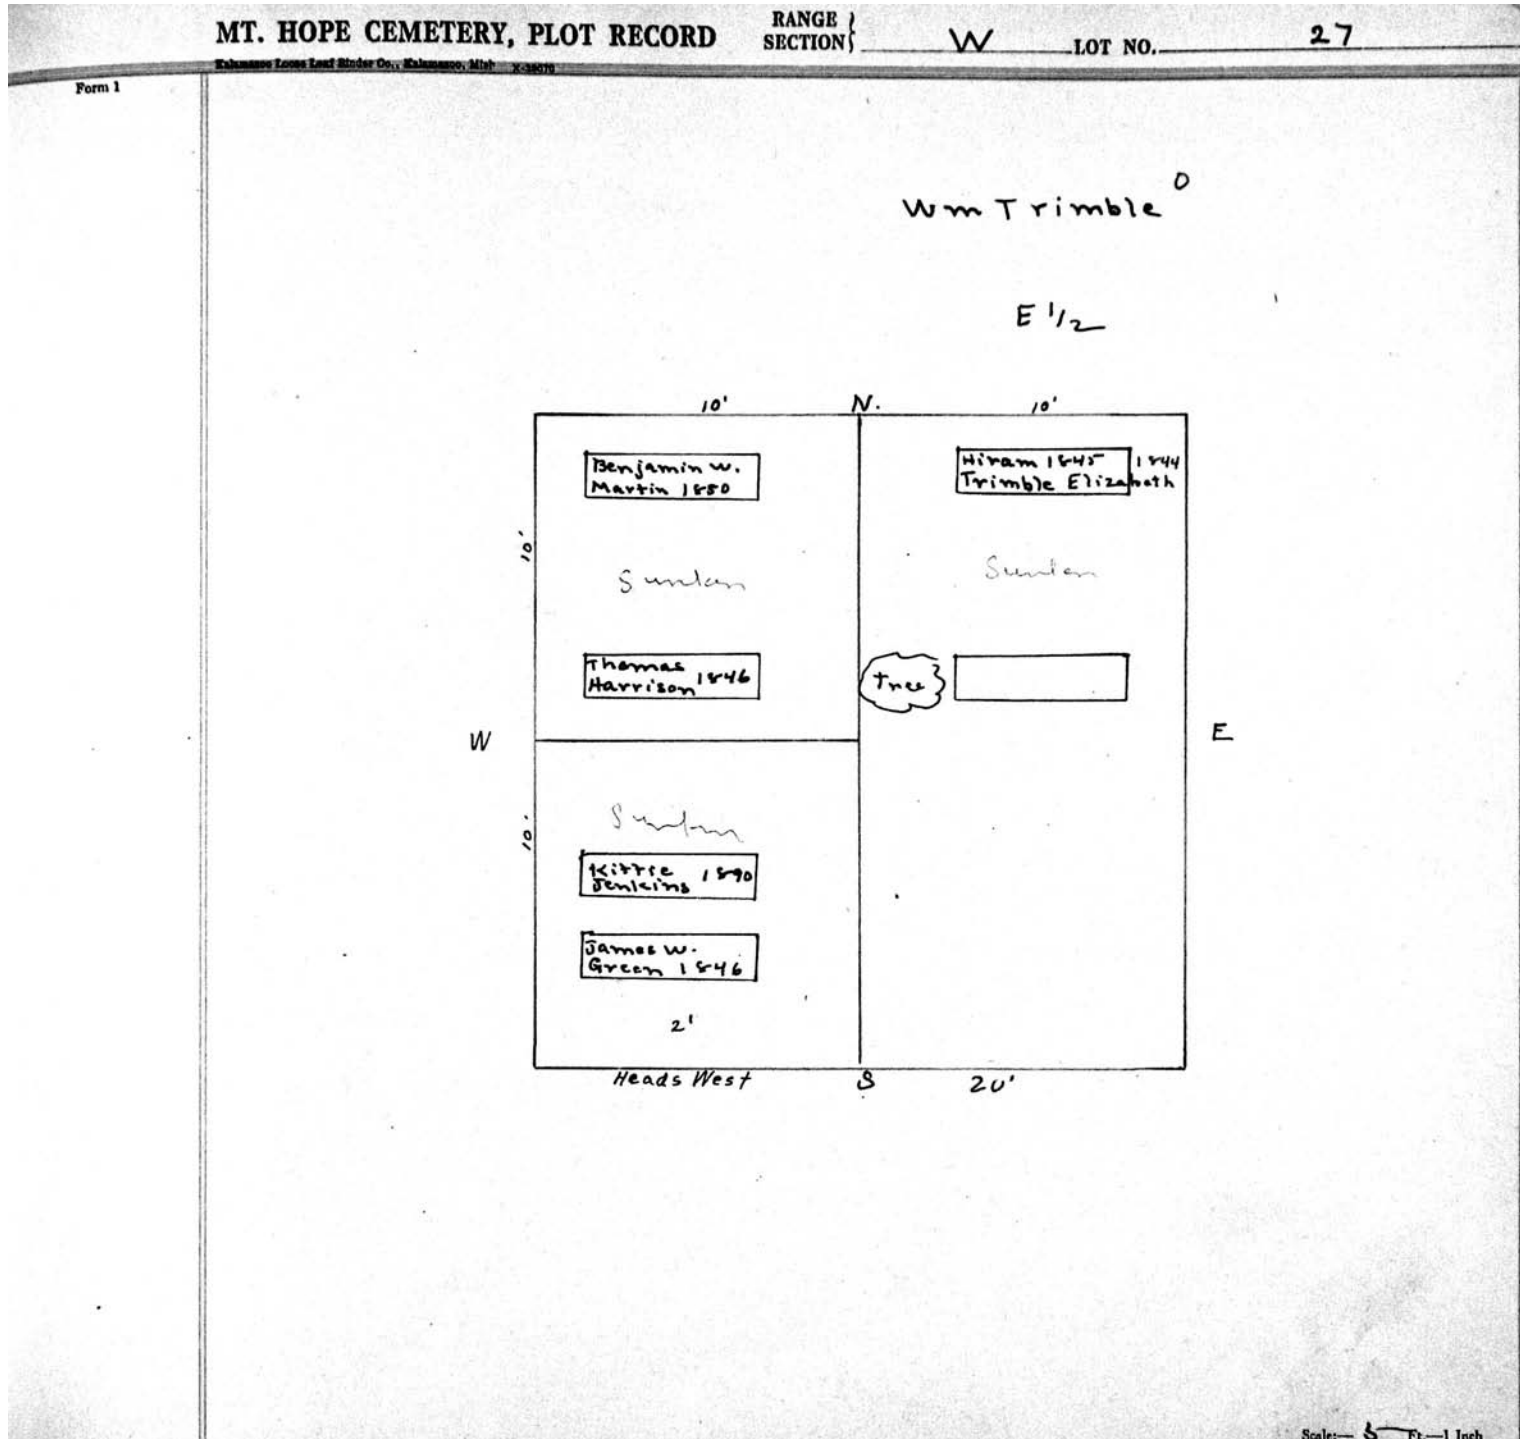 MT. HOPE CEMETERY, PLOT RECORD
RANGE
SECTION
W
LOT NO.
27
Kalamazoo Loose Leaf Binder Co., Kalamazoo, Mich
Form 1
O
Wm Trimble
E 1/2
10'
N.
10'
Benjamin W.
Martin 1850
Hiram 1845 1844
Trimble Elizabeth
10'
Sunken
Sunken
Thomas
Harrison 1846
Tree
W
E
10'
Sunken
Kittie 1890
Jenkins
James W.
Green 1846
2'
Heads West
S
20'
Scale:— 5 Ft.—1 Inch